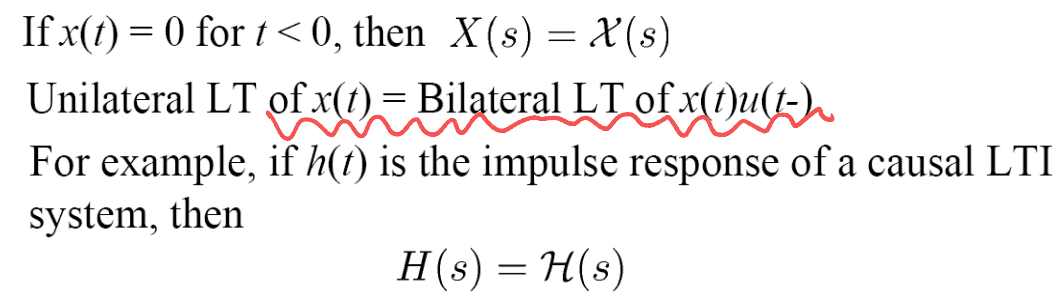 If x(t) = 0 for t < 0, then X(s) = 𝒳(s)
Unilateral LT of x(t) = Bilateral LT of x(t)u(t-)
For example, if h(t) is the impulse response of a causal LTI
system, then
H(s) = ℋ(s)